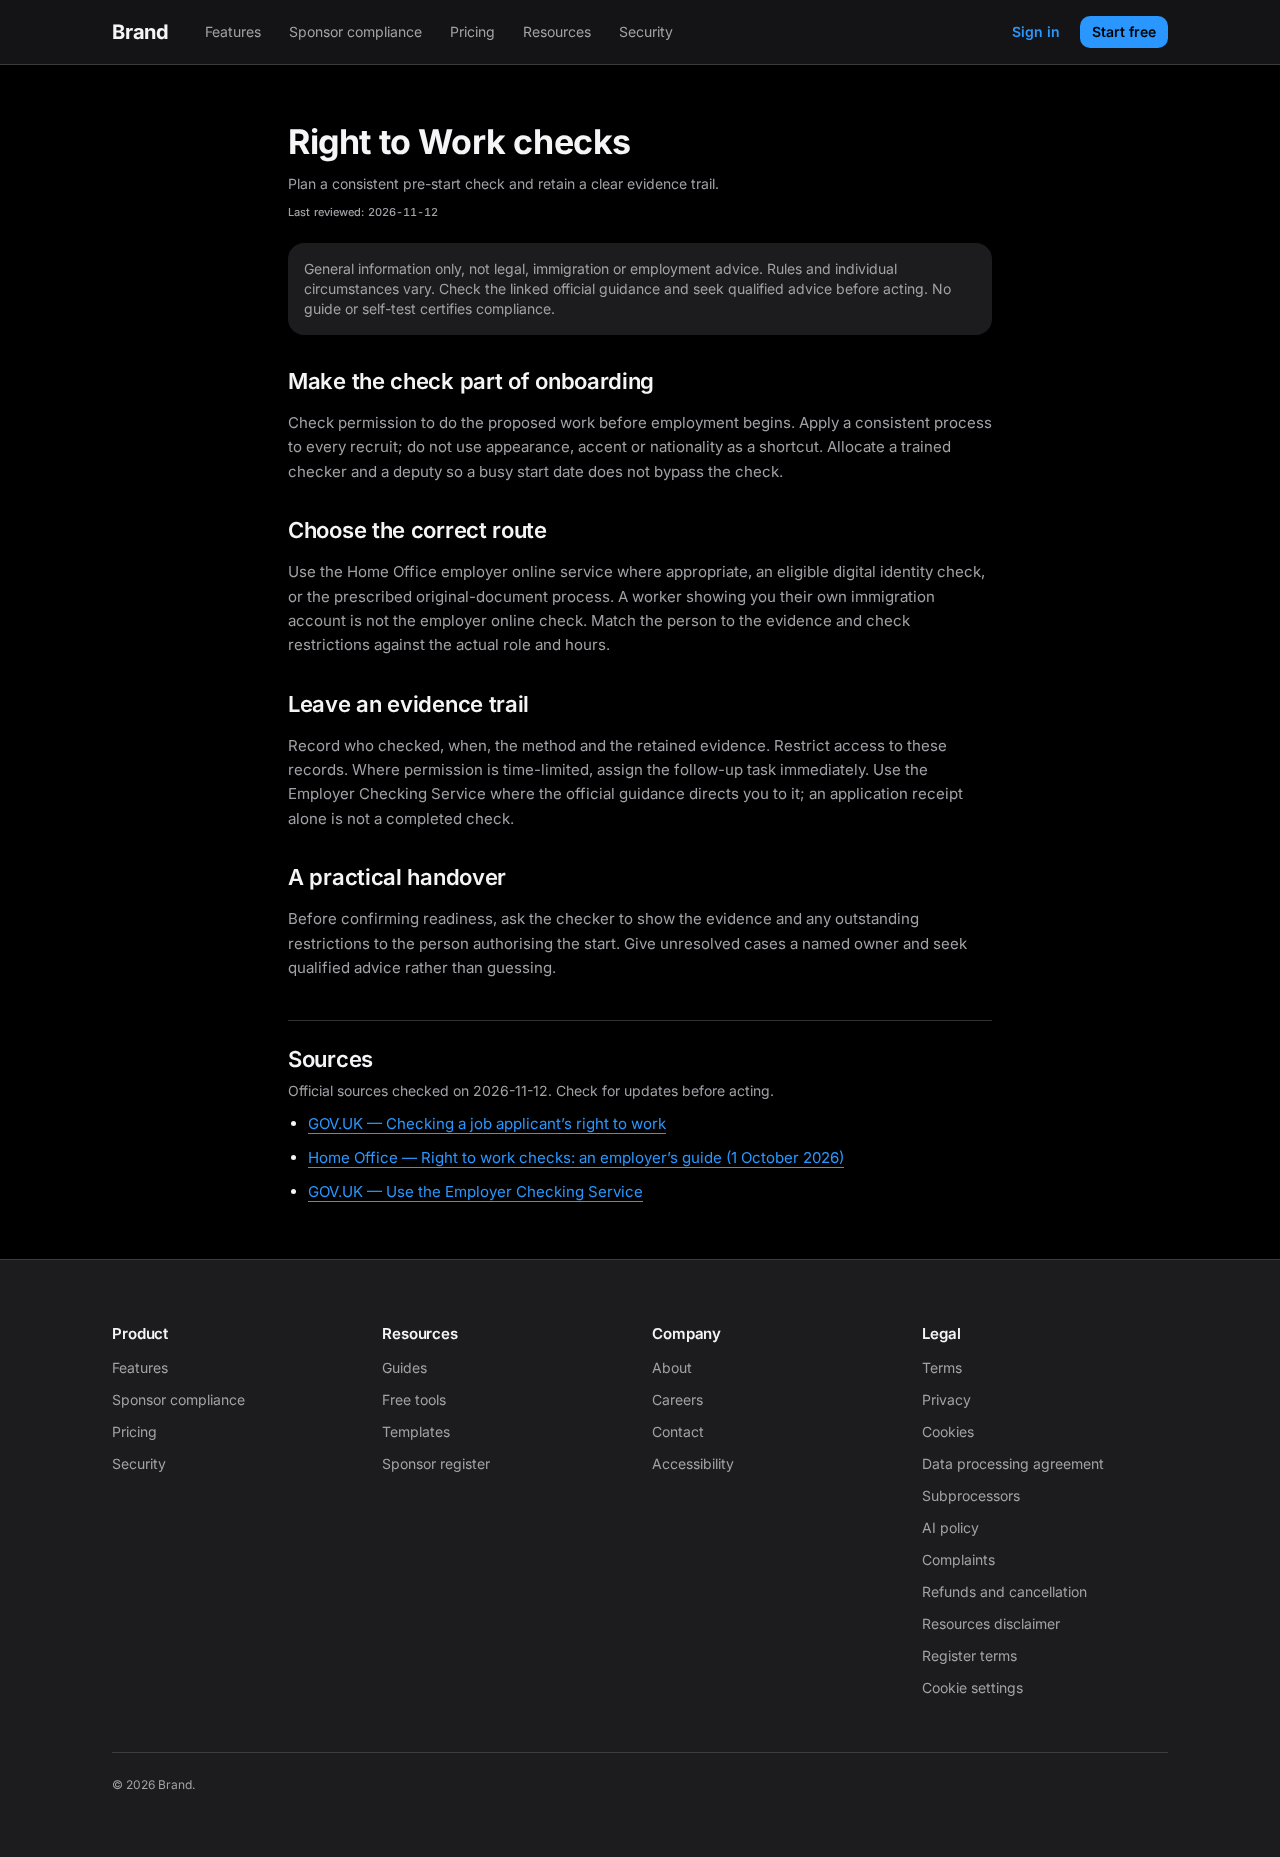 Brand
Features
Sponsor compliance
Pricing
Resources
Security
Sign in
Start free
Right to Work checks
Plan a consistent pre-start check and retain a clear evidence trail.
Last reviewed: 2026-11-12
General information only, not legal, immigration or employment advice. Rules and individual
circumstances vary. Check the linked official guidance and seek qualified advice before acting. No
guide or self-test certifies compliance.
Make the check part of onboarding
Check permission to do the proposed work before employment begins. Apply a consistent process
to every recruit; do not use appearance, accent or nationality as a shortcut. Allocate a trained
checker and a deputy so a busy start date does not bypass the check.
Choose the correct route
Use the Home Office employer online service where appropriate, an eligible digital identity check,
or the prescribed original-document process. A worker showing you their own immigration
account is not the employer online check. Match the person to the evidence and check
restrictions against the actual role and hours.
Leave an evidence trail
Record who checked, when, the method and the retained evidence. Restrict access to these
records. Where permission is time-limited, assign the follow-up task immediately. Use the
Employer Checking Service where the official guidance directs you to it; an application receipt
alone is not a completed check.
A practical handover
Before confirming readiness, ask the checker to show the evidence and any outstanding
restrictions to the person authorising the start. Give unresolved cases a named owner and seek
qualified advice rather than guessing.
Sources
Official sources checked on 2026-11-12. Check for updates before acting.
• GOV.UK — Checking a job applicant’s right to work
• Home Office — Right to work checks: an employer’s guide (1 October 2026)
• GOV.UK — Use the Employer Checking Service
Product
Features
Sponsor compliance
Pricing
Security
Resources
Guides
Free tools
Templates
Sponsor register
Company
About
Careers
Contact
Accessibility
Legal
Terms
Privacy
Cookies
Data processing agreement
Subprocessors
AI policy
Complaints
Refunds and cancellation
Resources disclaimer
Register terms
Cookie settings
© 2026 Brand.